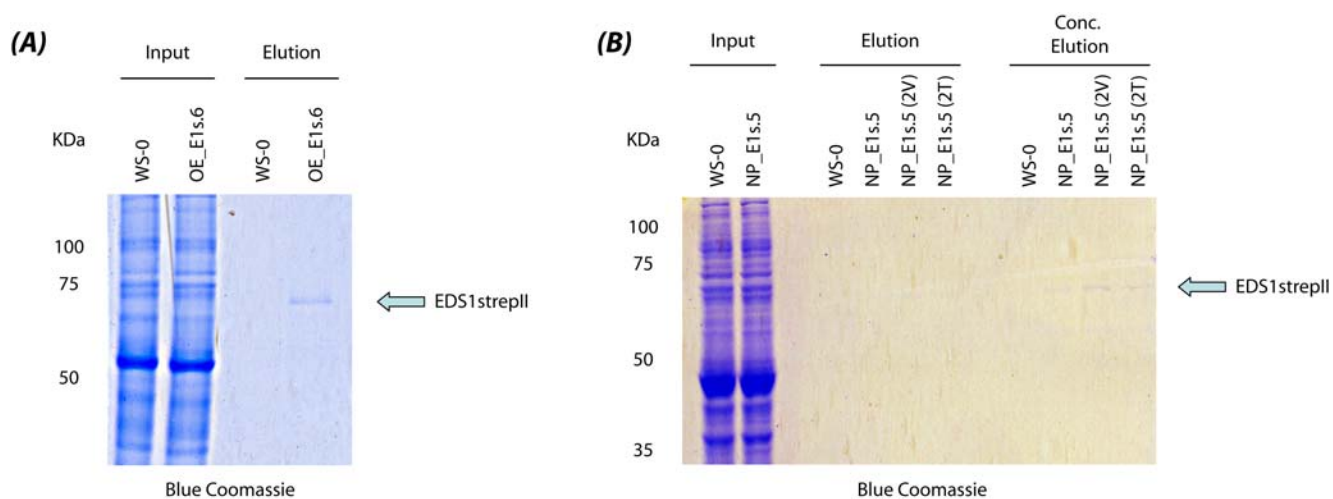 (A)
Input
Elution
KDa
WS-0
OE_E1s.6
WS-0
OE_E1s.6
100
75
50
EDS1strepII
Blue Coomassie
(B)
Input
Elution
Conc.
Elution
KDa
WS-0
NP_E1s.5
WS-0
NP_E1s.5
NP_E1s.5 (2V)
NP_E1s.5 (2T)
WS-0
NP_E1s.5
NP_E1s.5 (2V)
NP_E1s.5 (2T)
100
75
50
35
EDS1strepII
Blue Coomassie